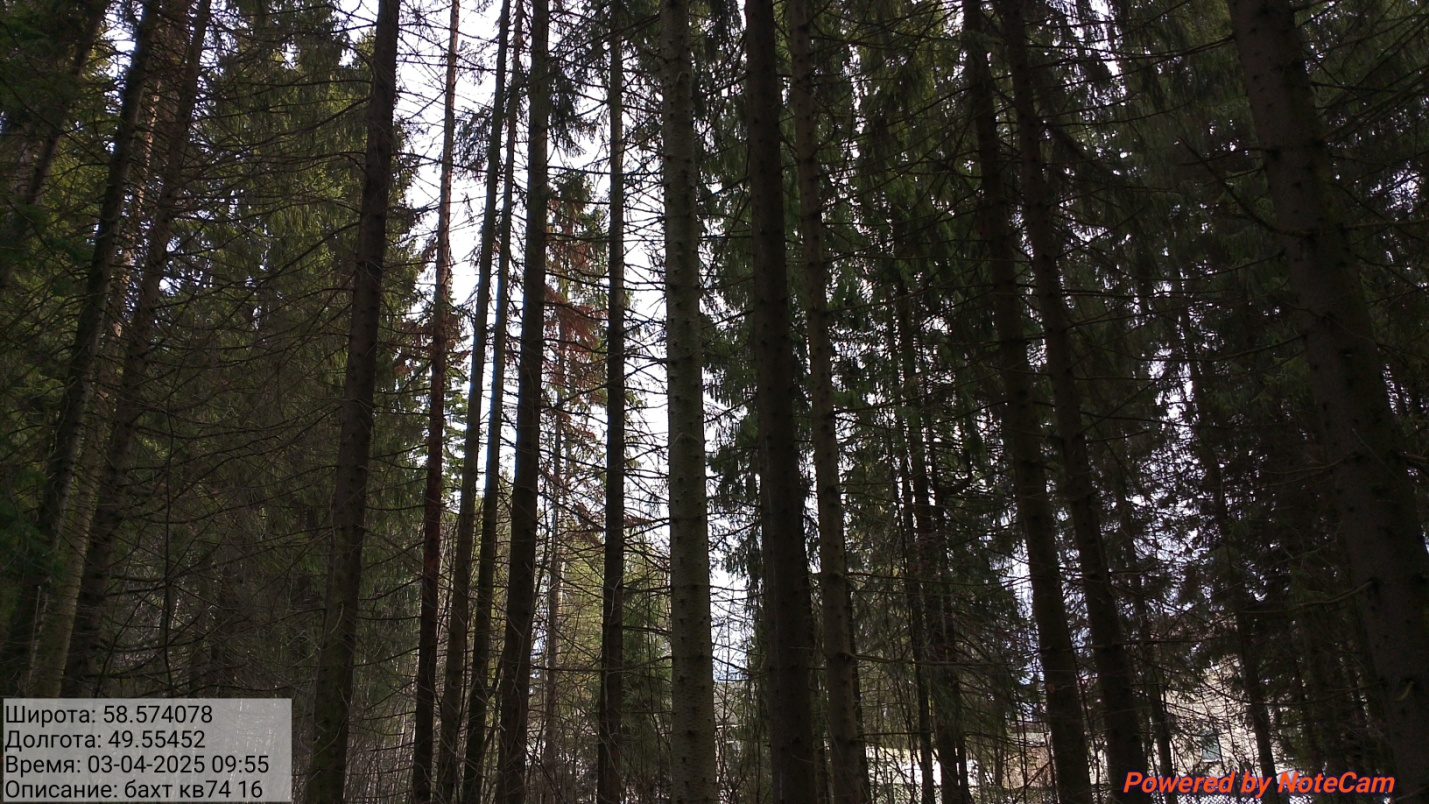 Широта: 58.574078
Долгота: 49.55452
Время: 03-04-2025 09:55
Описание: бахт кв74 16
Powered by NoteCam